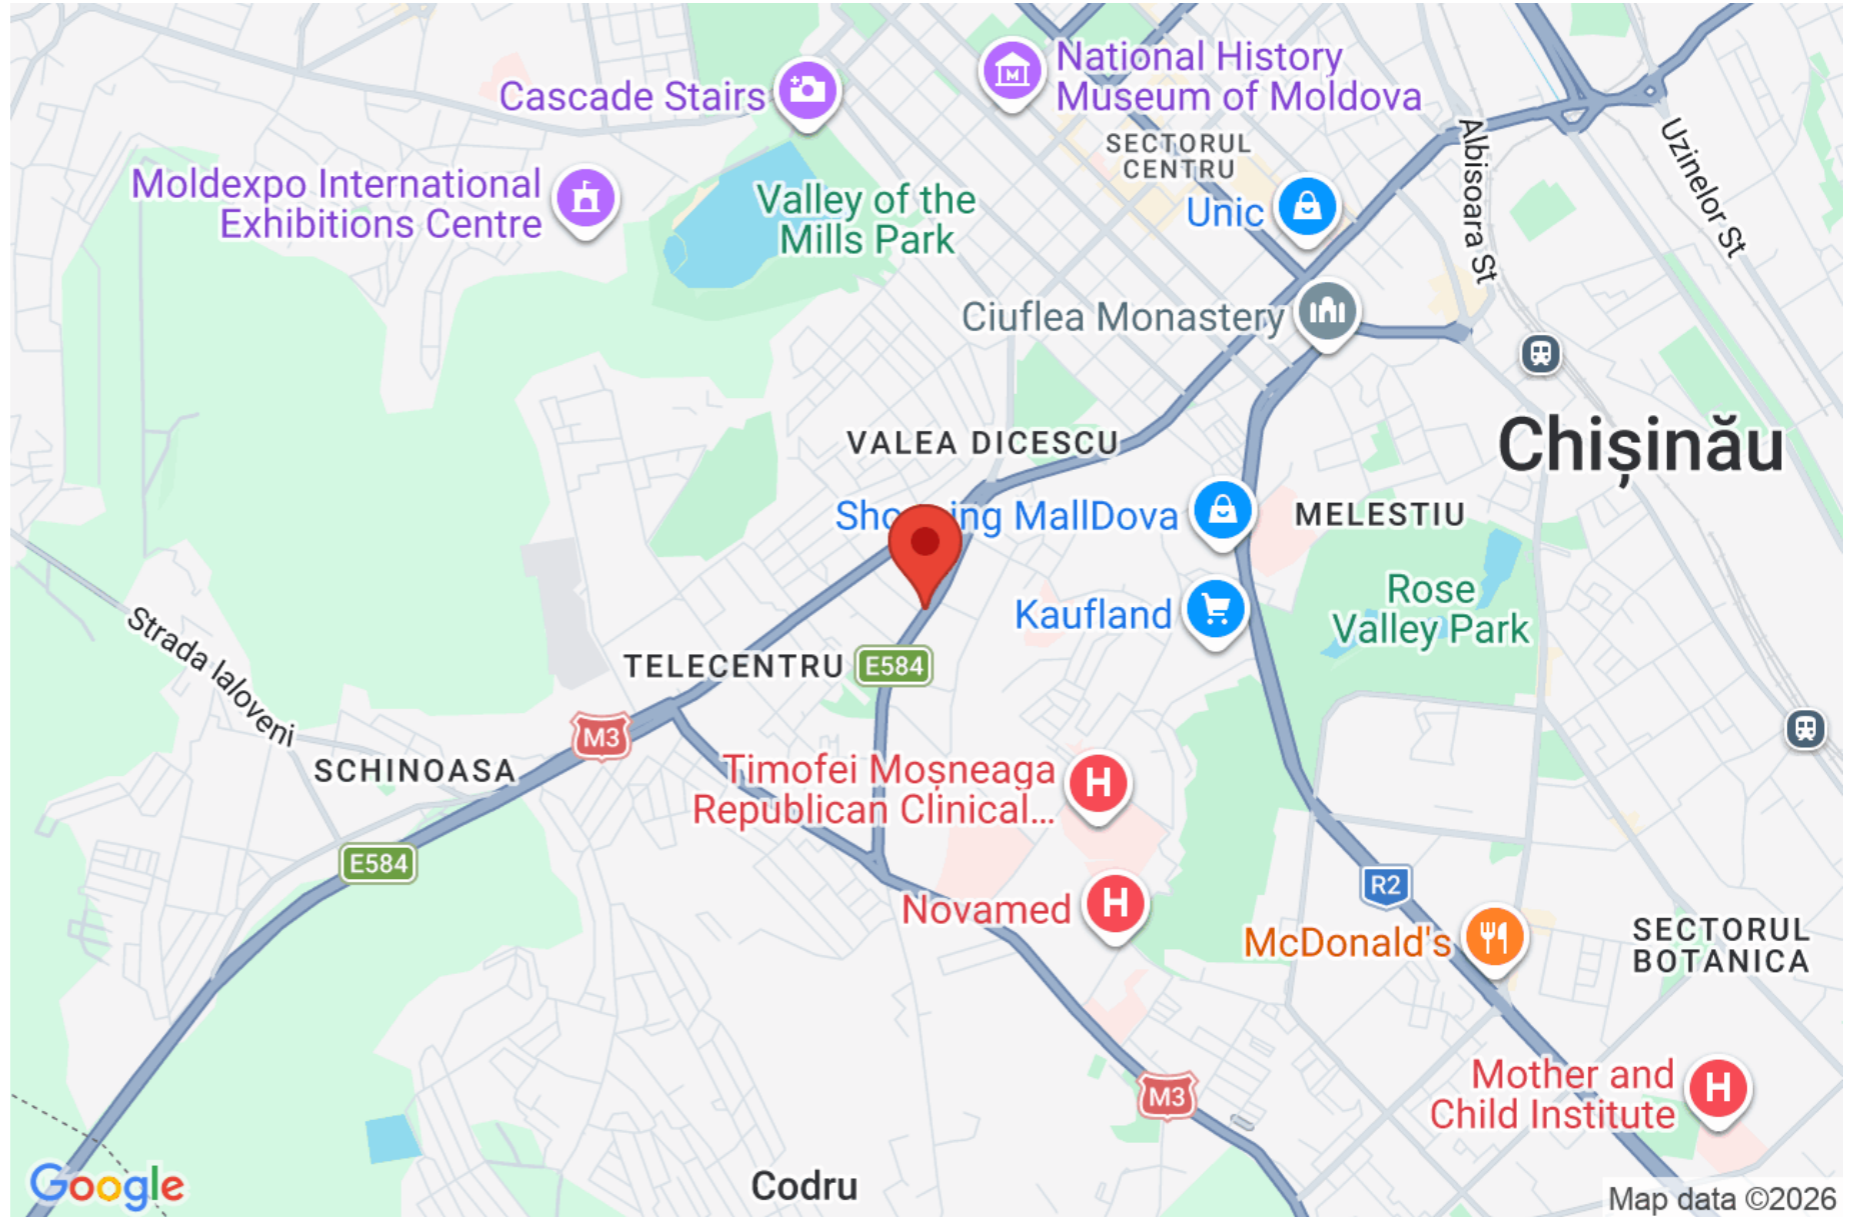 National History
Museum of Moldova
Cascade Stairs
SECTORUL
CENTRU
Moldexpo International
Exhibitions Centre
Valley of the
Mills Park
Unic
Albisoara St
Uzinelor St
Ciuflea Monastery
Chișinău
VALEA DICESCU
Shopping MallDova
MELESTIU
Rose
Valley Park
Kaufland
Strada Ialoveni
TELECENTRU
E584
M3
SCHINOASA
Timofei Moșneaga
Republican Clinical...
H
E584
R2
Novamed
H
McDonald's
SECTORUL
BOTANICA
M3
Mother and
Child Institute
H
Codru
Google
Map data ©2026